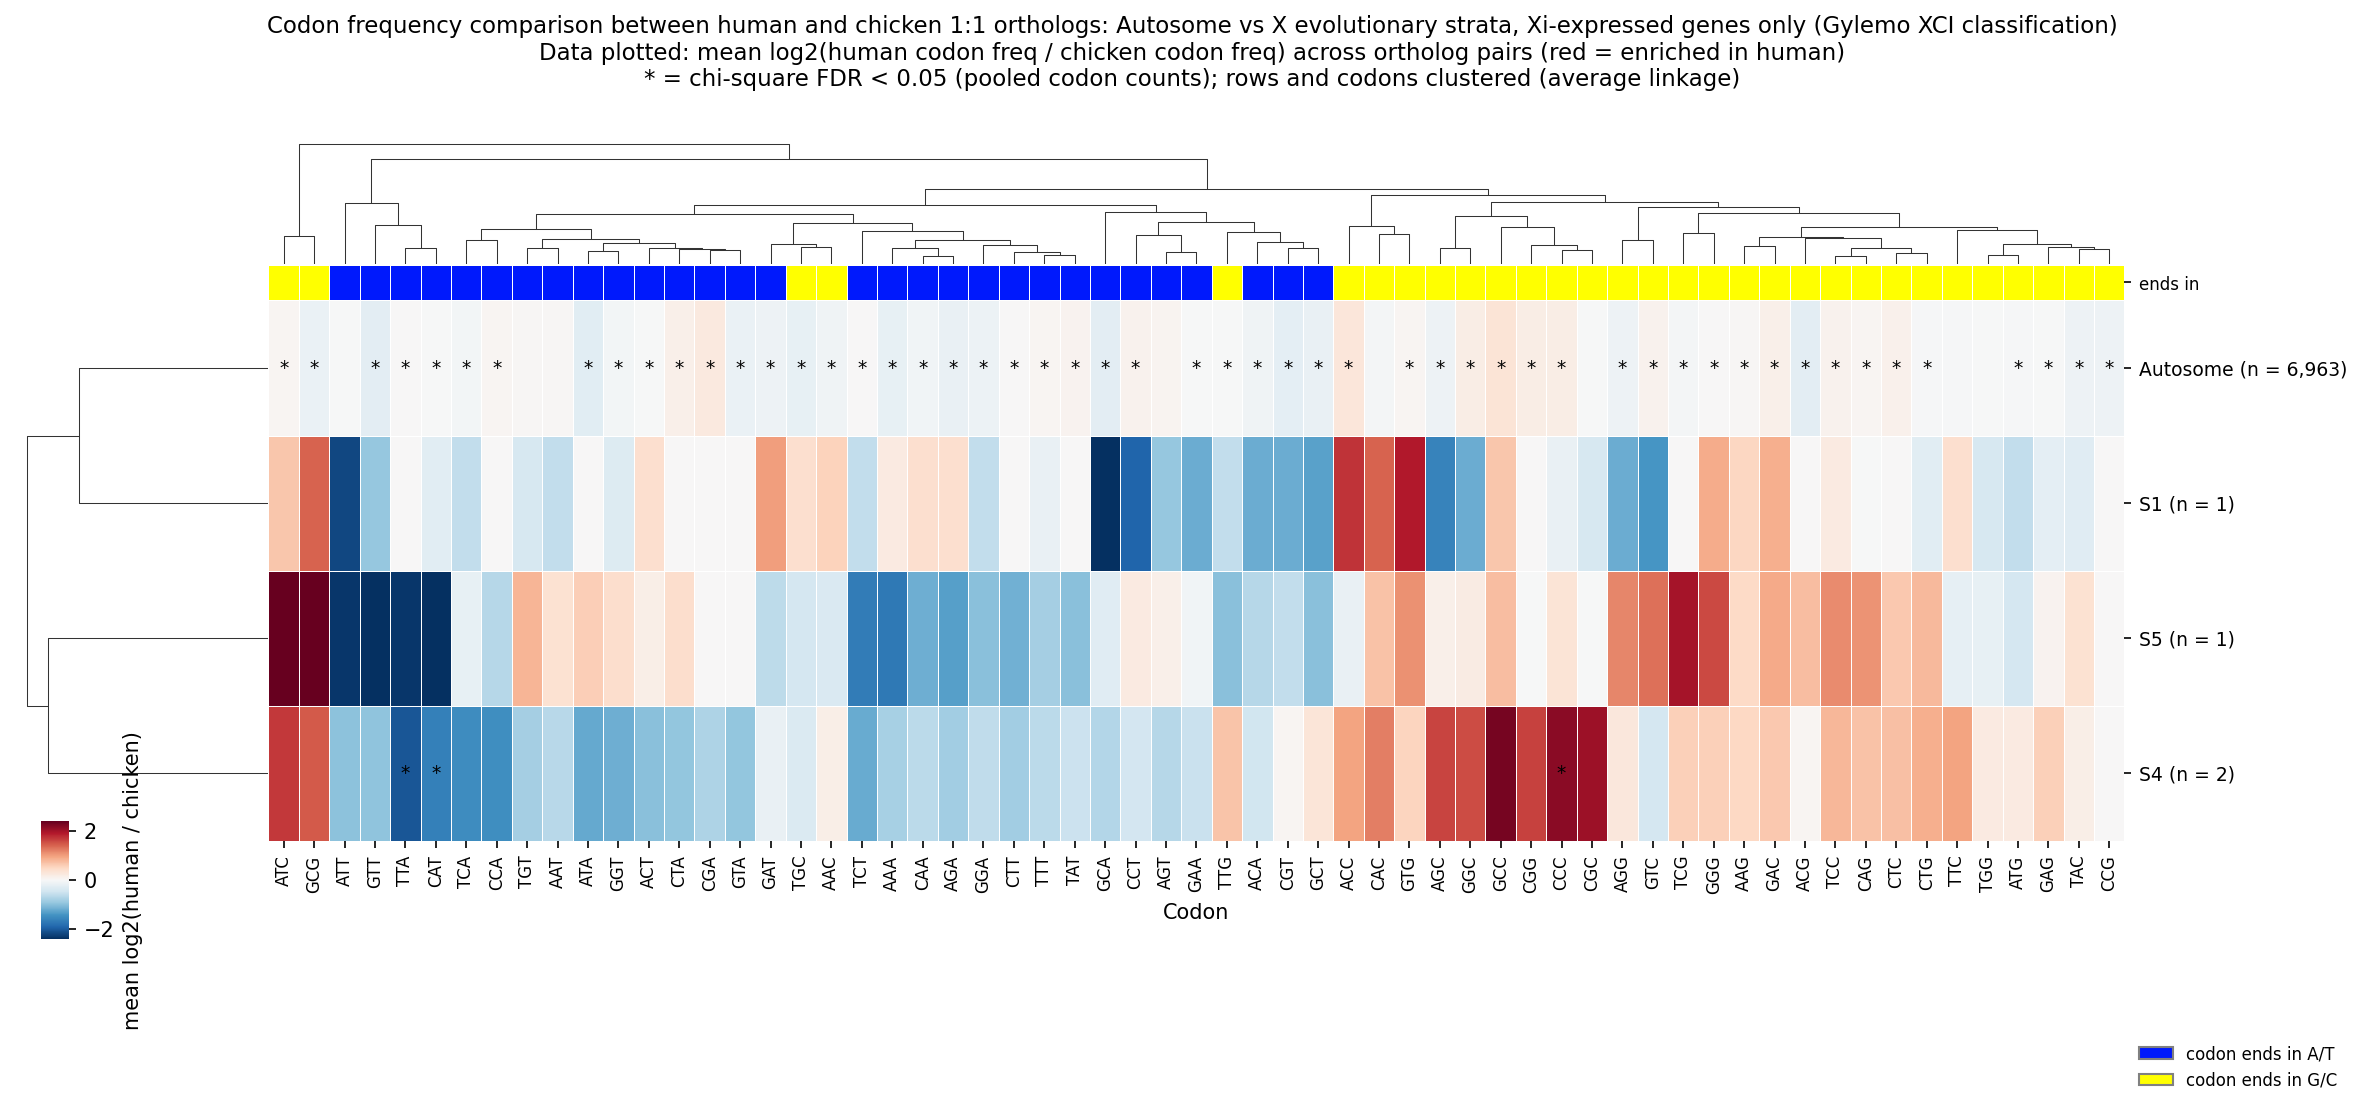 Codon frequency comparison between human and chicken 1:1 orthologs: Autosome vs X evolutionary strata, Xi-expressed genes only (Gylemo XCI classification)
Data plotted: mean log2(human codon freq / chicken codon freq) across ortholog pairs (red = enriched in human)
* = chi-square FDR < 0.05 (pooled codon counts); rows and codons clustered (average linkage)
ends in
* * * * * * * * * * * * * * * * * * * * * * * * * * * * * * * * * * * * * * * * * * * * * * * * * * *
Autosome (n = 6,963)
S1 (n = 1)
S5 (n = 1)
* * *
S4 (n = 2)
ATC GCG ATT GTT TTA CAT TCA CCA TGT AAT ATA GGT ACT CTA CGA GTA GAT TGC AAC TCT AAA CAA AGA GGA CTT TTT TAT GCA CCT AGT GAA TTG ACA CGT GCT ACC CAC GTG AGC GGC GCC CGG CCC CGC AGG GTC TCG GGG AAG GAC ACG TCC CAG CTC CTG TTC TGG ATG GAG TAC CCG
Codon
2
0
−2
mean log2(human / chicken)
codon ends in A/T
codon ends in G/C